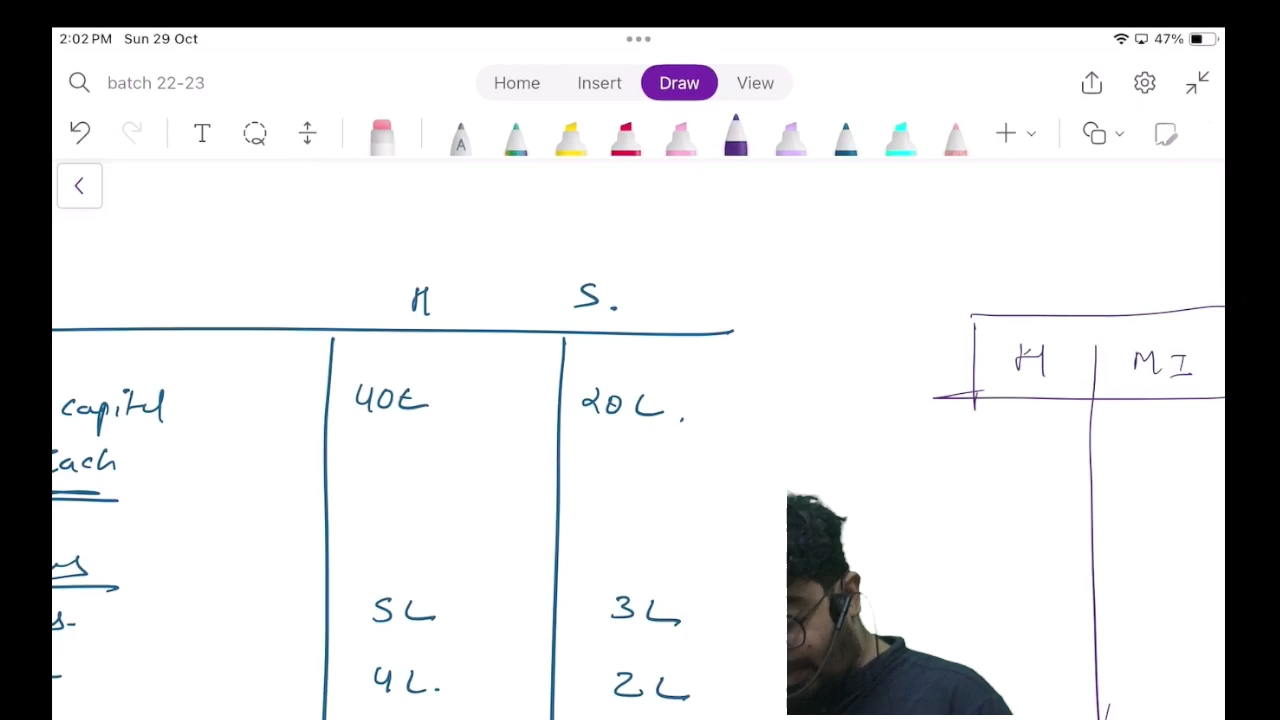 2:02 PM Sun 29 Oct
47%
batch 22-23
Home Insert Draw View
T
A
H S.
H MI
capital 40L 20L.
Each
5L 3L
4L. 2L